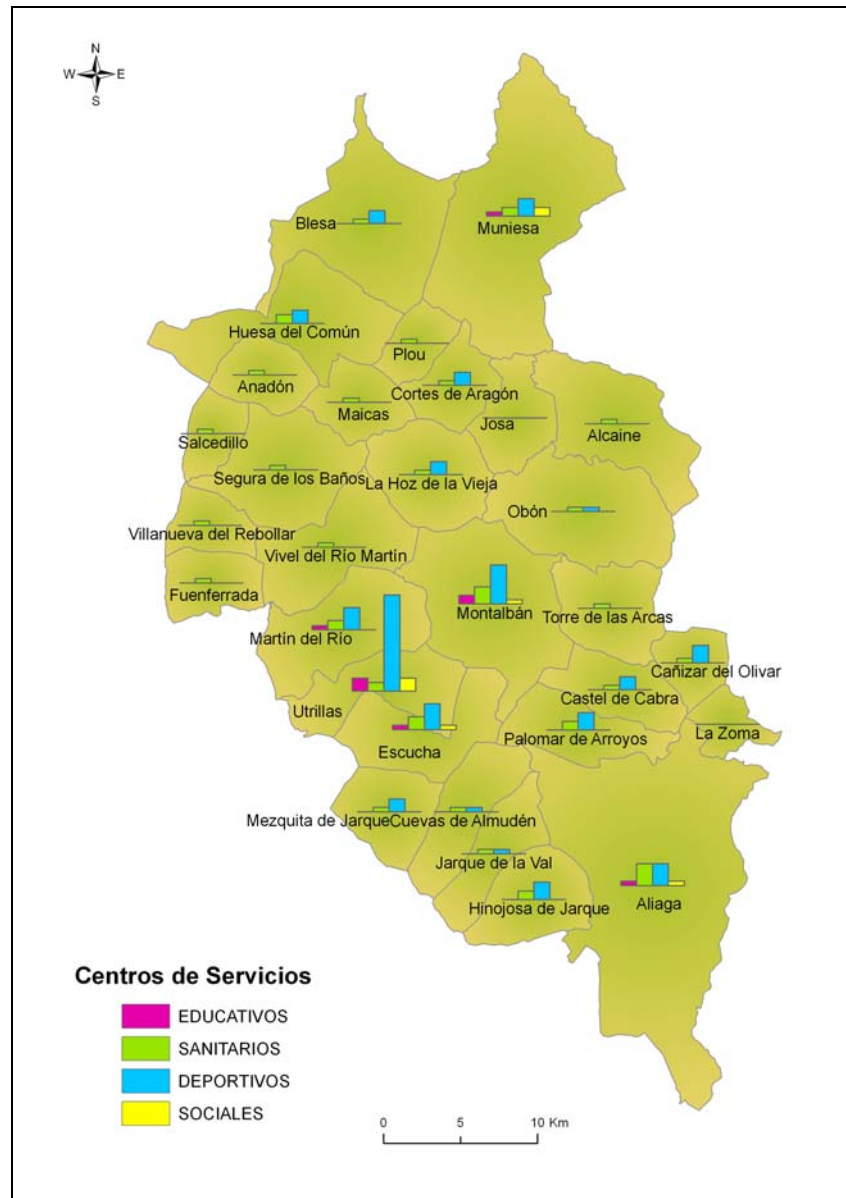 N
W E
S
Blesa
Muniesa
Huesa del Común
Plou
Anadón
Cortes de Aragón
Maicas
Josa
Alcaine
Salcedillo
Segura de los Baños
La Hoz de la Vieja
Obón
Villanueva del Rebollar
Vivel del Río Martín
Fuenferrada
Montalbán
Torre de las Arcas
Martín del Río
Cañizar del Olivar
Castel de Cabra
Utrillas
La Zoma
Palomar de Arroyos
Escucha
Mezquita de Jarque
Cuevas de Almudén
Jarque de la Val
Hinojosa de Jarque
Aliaga
Centros de Servicios
EDUCATIVOS
SANITARIOS
DEPORTIVOS
SOCIALES
0 5 10 Km